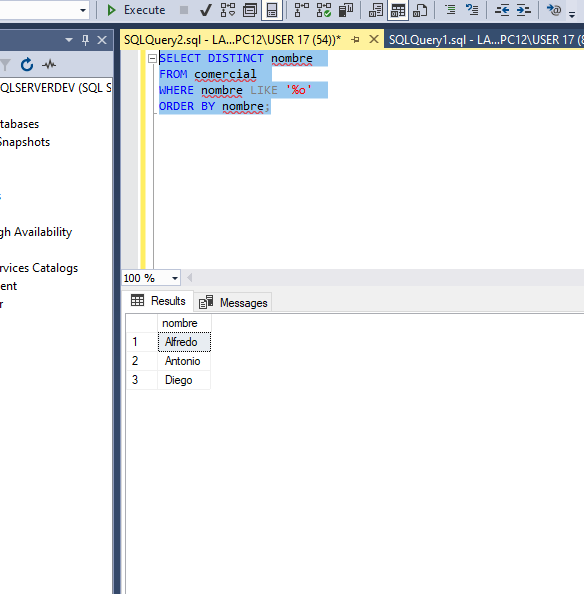 Execute
SQLQuery2.sql - LA...PC12\USER 17 (54))*
SQLQuery1.sql - LA...PC12\USER 17 (
QLSERVERDEV (SQL S
tabases
Snapshots
s
gh Availability
rvices Catalogs
ent
r
SELECT DISTINCT nombre
FROM comercial
WHERE nombre LIKE '%o'
ORDER BY nombre;
100 %
Results
Messages
nombre
1 Alfredo
2 Antonio
3 Diego